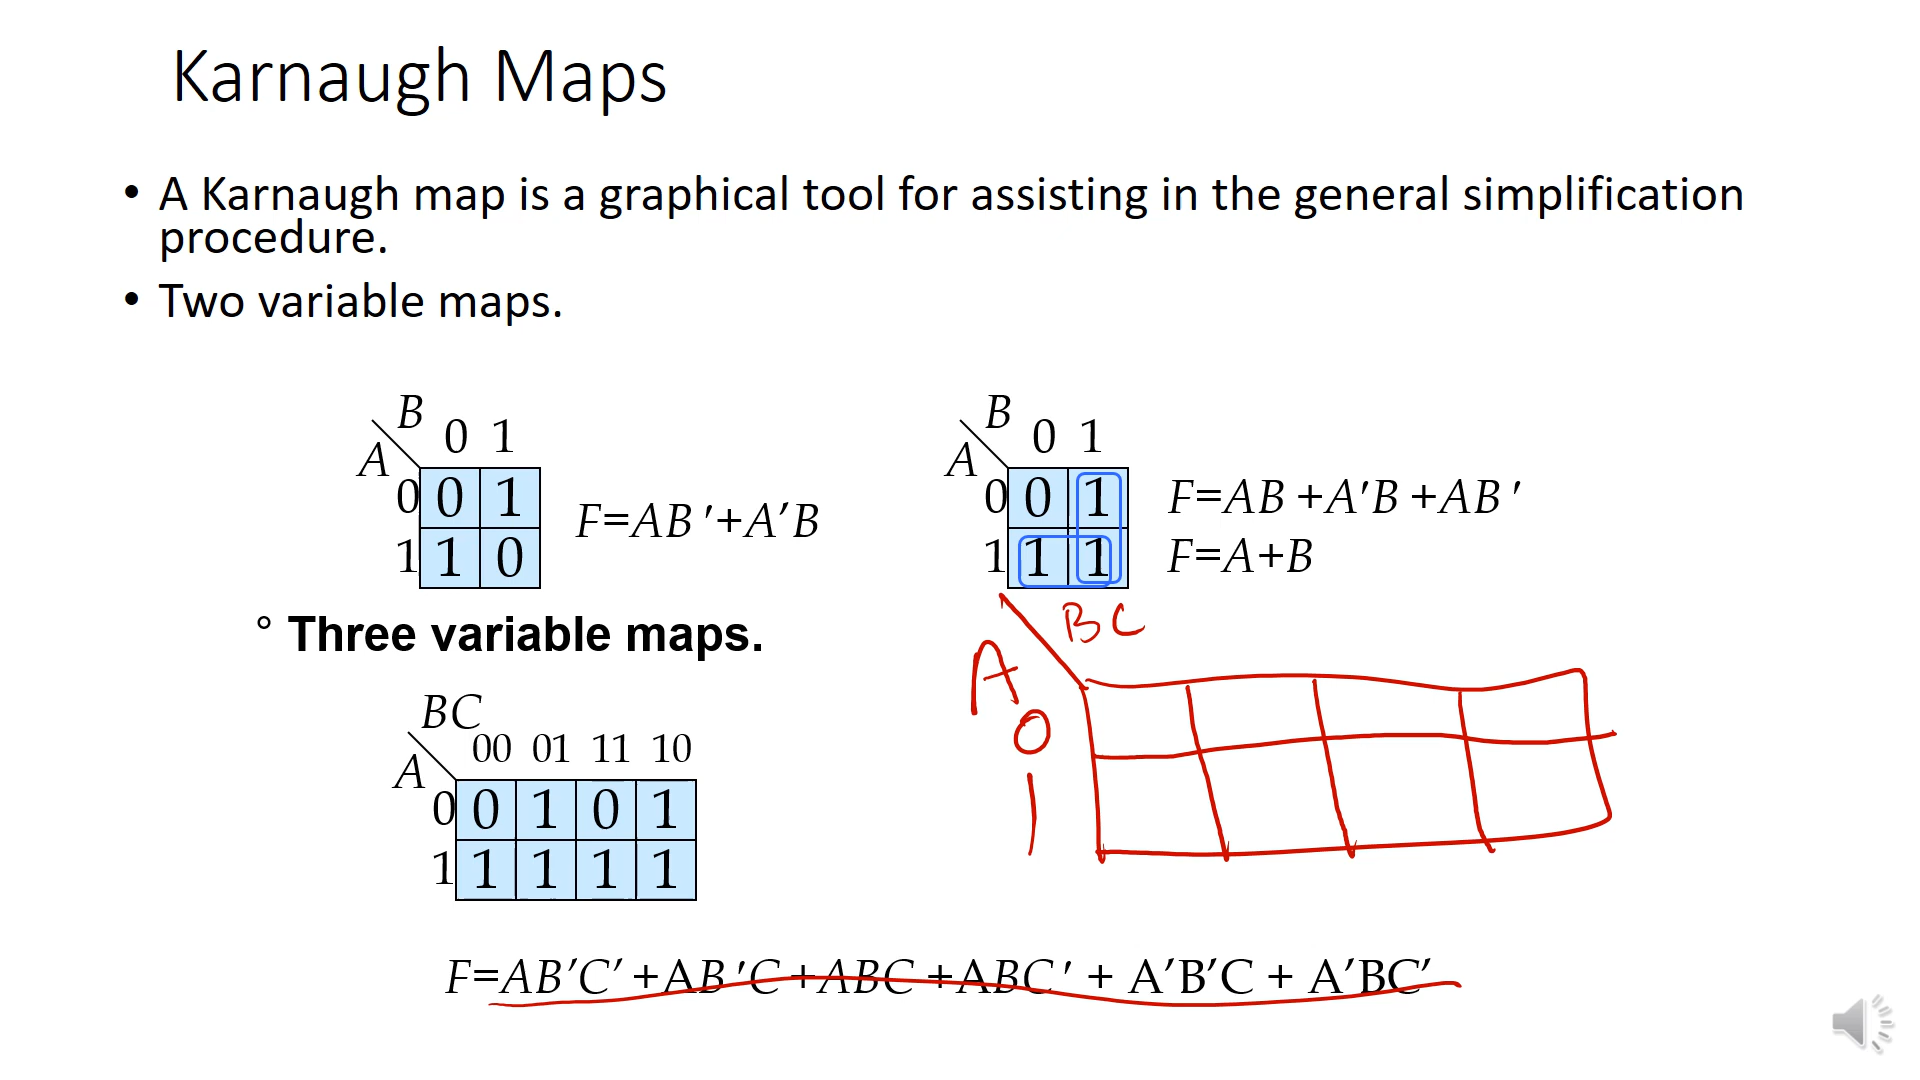 Karnaugh Maps
• A Karnaugh map is a graphical tool for assisting in the general simplification
procedure.
• Two variable maps.
B
A
0 1
0 0 1
1 1 0
F=AB′+A′B
B
A
0 1
0 0 1
1 1 1
F=AB +A′B +AB′
F=A+B
° Three variable maps.
BC
A
00 01 11 10
0 0 1 0 1
1 1 1 1 1
BC
A
0
1
F=AB′C′ +AB′C +ABC +ABC′ + A′B′C + A′BC′